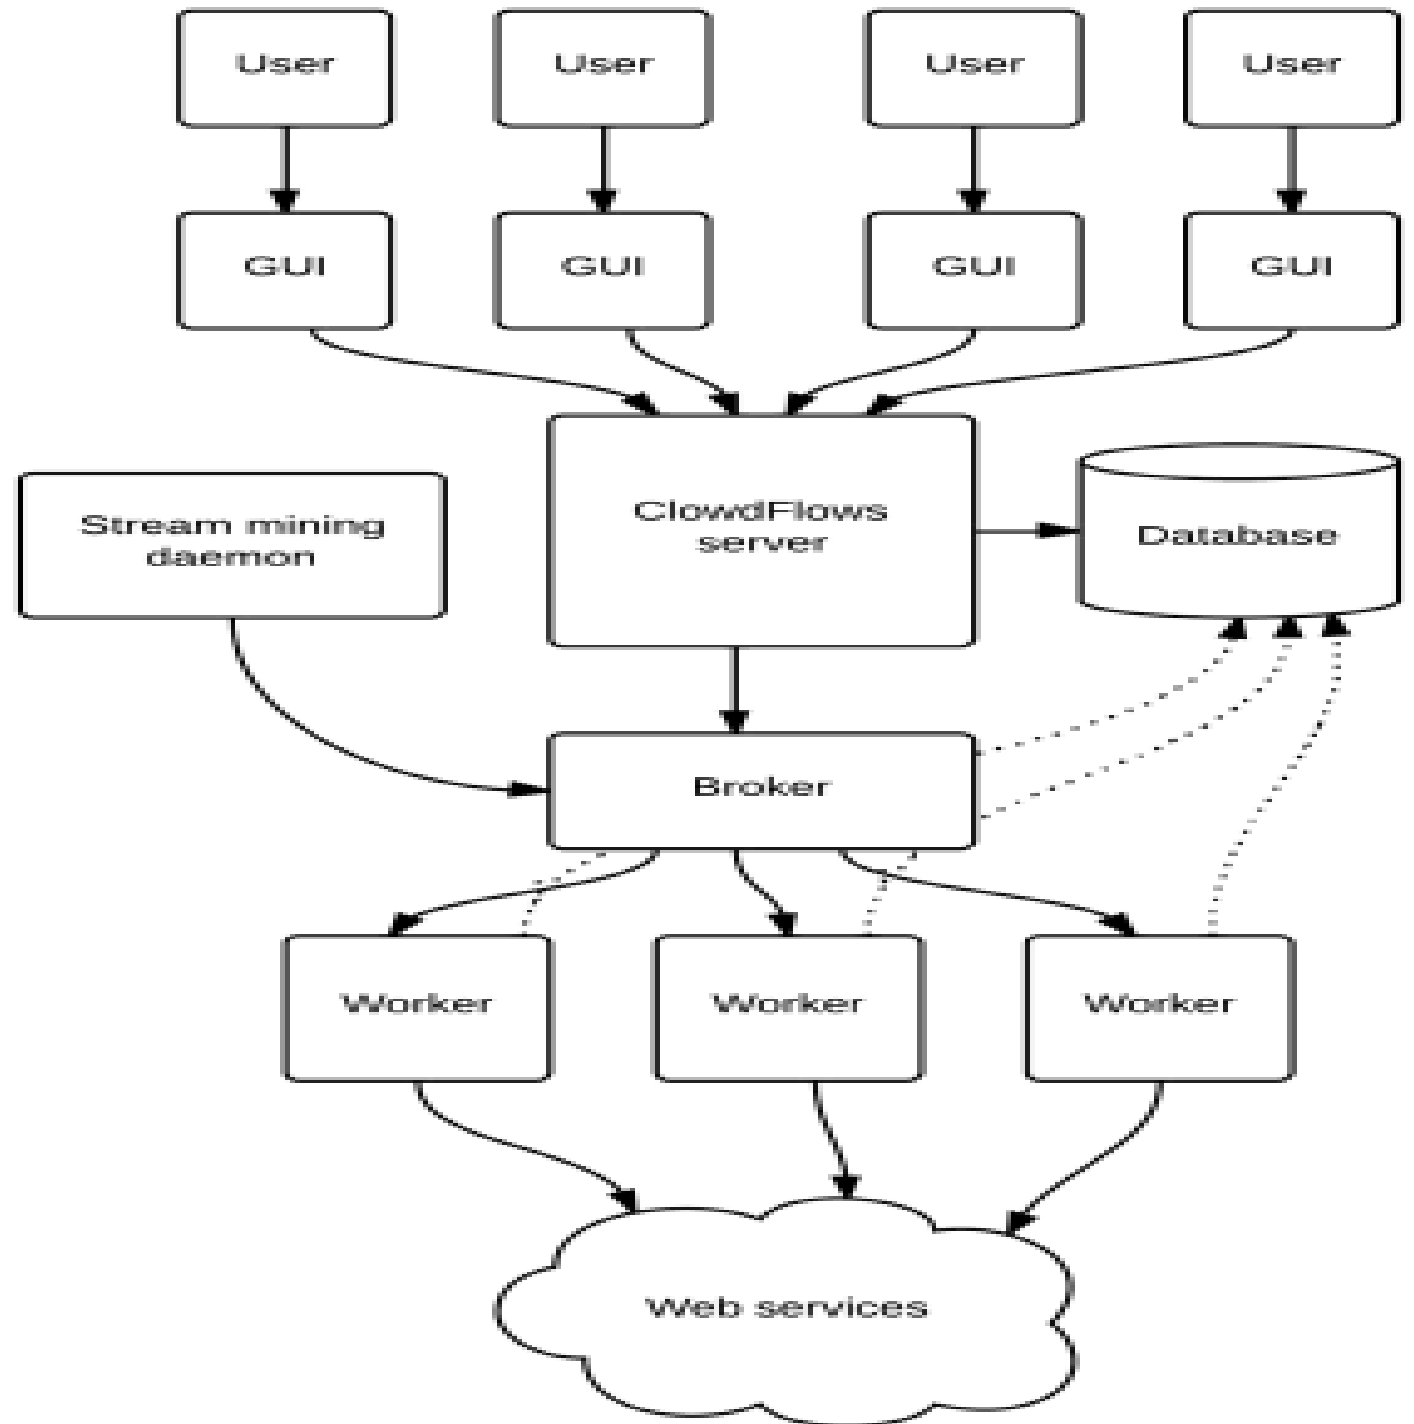 User
User
User
User
GUI
GUI
GUI
GUI
Stream mining
daemon
ClowdFlows
server
Database
Broker
Worker
Worker
Worker
Web services